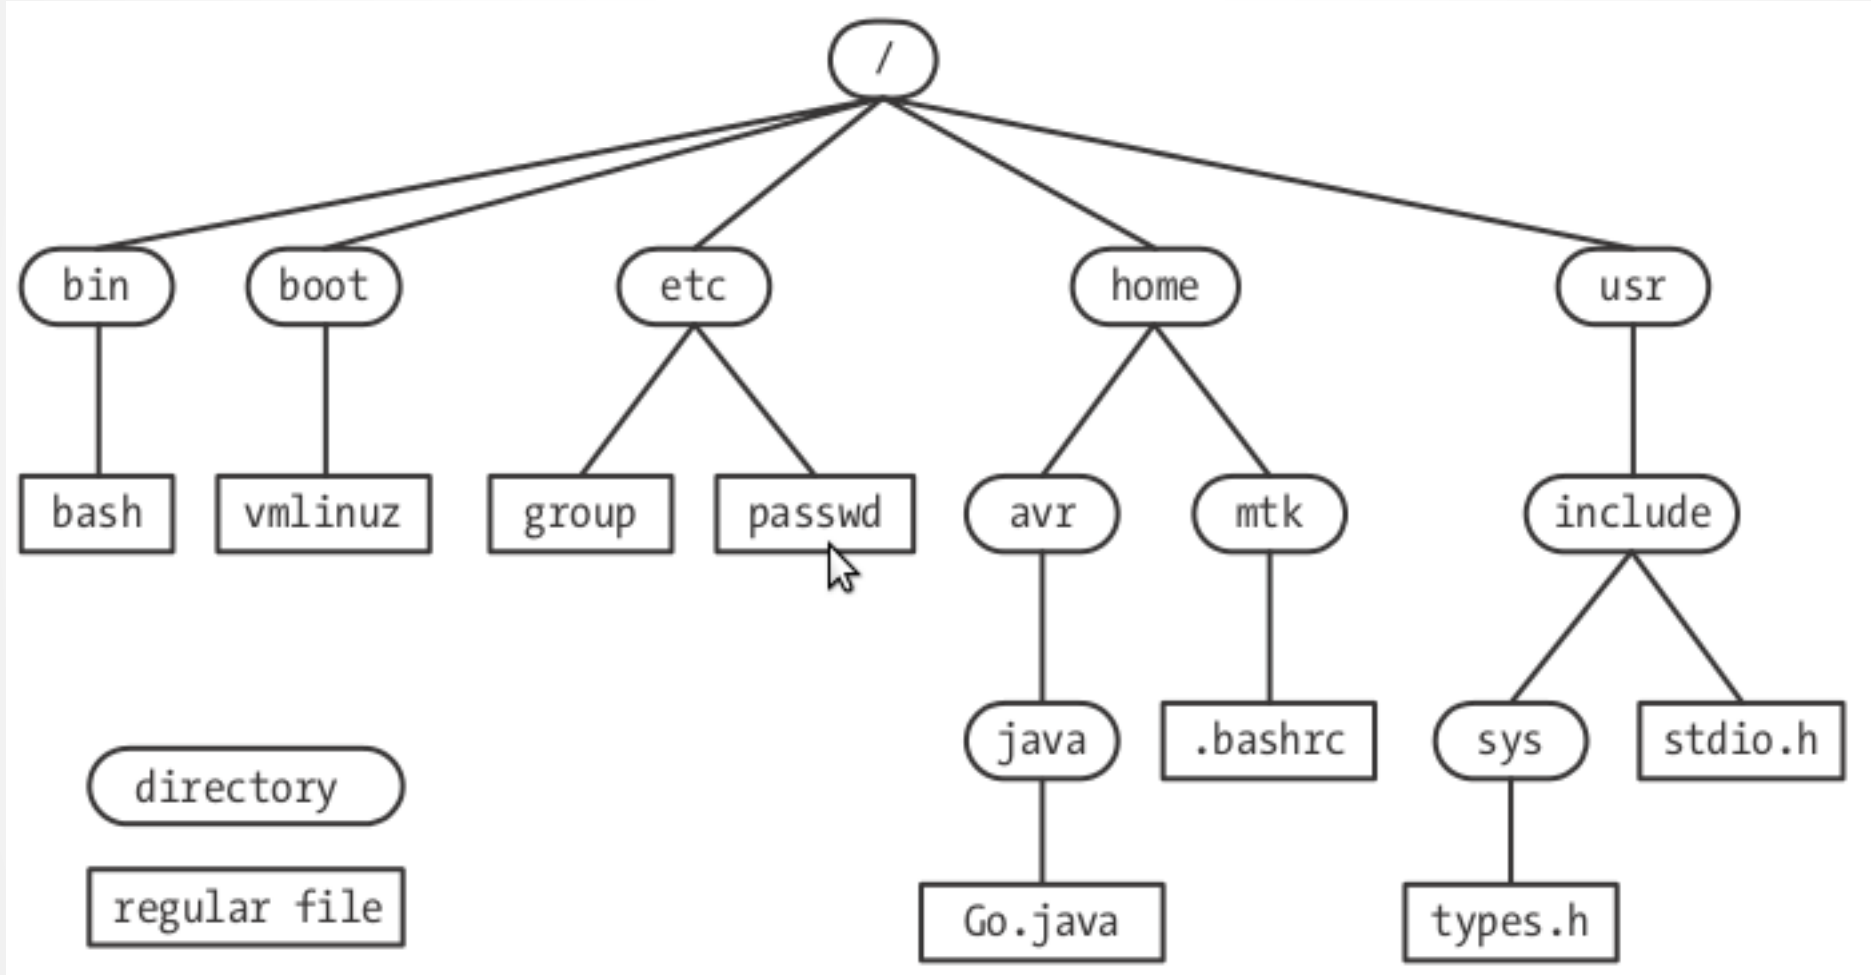 /
bin
boot
etc
home
usr
bash
vmlinuz
group
passwd
avr
mtk
include
java
.bashrc
sys
stdio.h
directory
regular file
Go.java
types.h